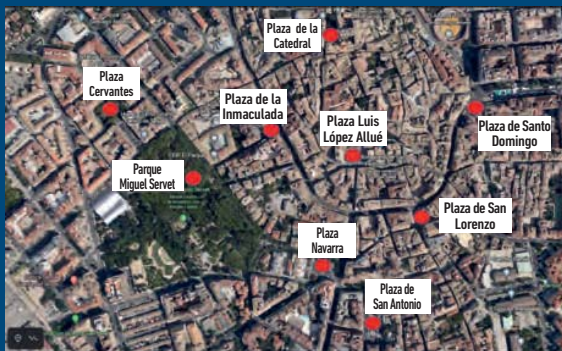 Plaza de la
Catedral
Plaza
Cervantes
Plaza de la
Inmaculada
Plaza Luis
López Allué
Plaza de Santo
Domingo
Parque
Miguel Servet
Plaza de San
Lorenzo
Plaza
Navarra
Plaza de
San Antonio